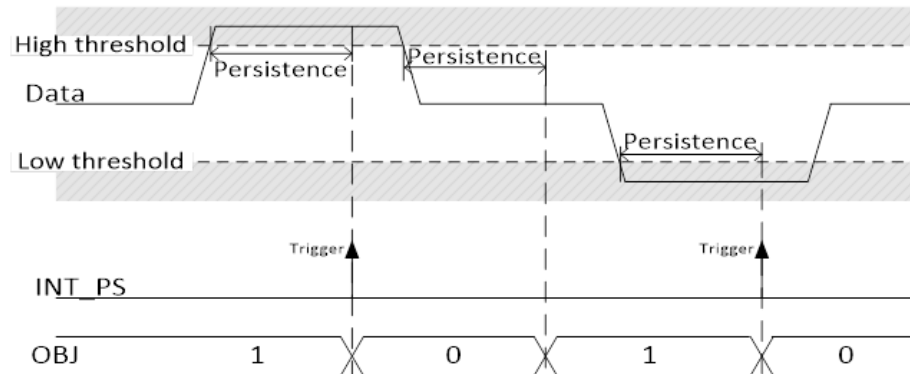 High threshold
Persistence
Persistence
Data
Persistence
Low threshold
Trigger
Trigger
INT_PS
OBJ 1 0 1 0